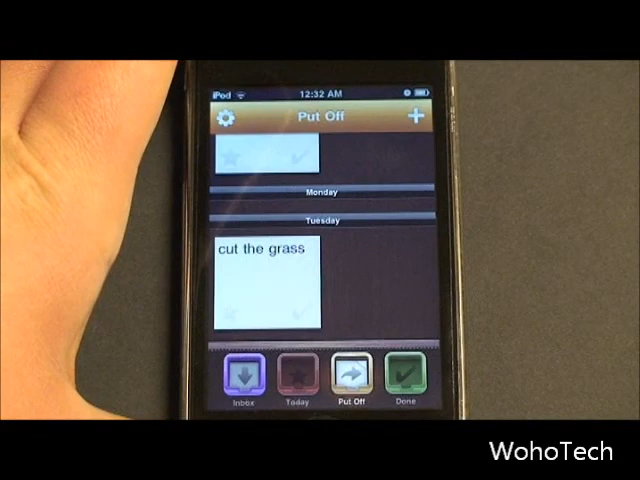 iPod 12:32 AM
Put Off +
Monday
Tuesday
cut the grass
Inbox Today Put Off Done
WohoTech